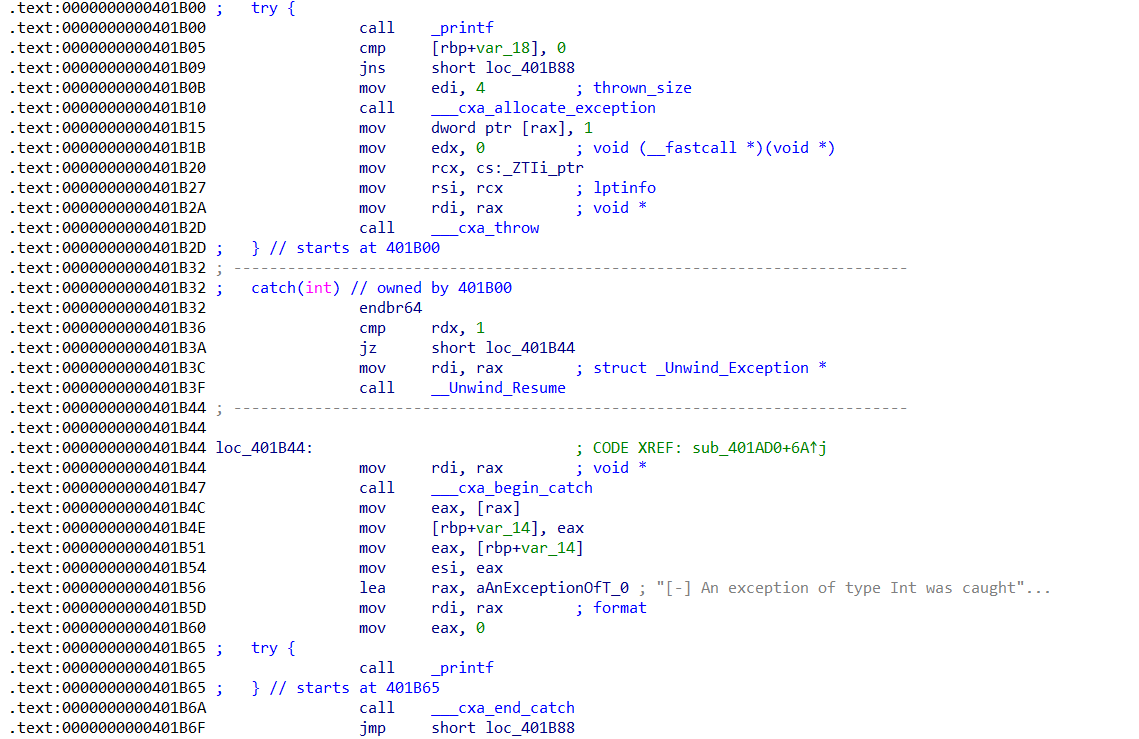 .text:0000000000401B00 ;   try {
.text:0000000000401B00                 call    _printf
.text:0000000000401B05                 cmp     [rbp+var_18], 0
.text:0000000000401B09                 jns     short loc_401B88
.text:0000000000401B0B                 mov     edi, 4          ; thrown_size
.text:0000000000401B10                 call    ___cxa_allocate_exception
.text:0000000000401B15                 mov     dword ptr [rax], 1
.text:0000000000401B1B                 mov     edx, 0          ; void (__fastcall *)(void *)
.text:0000000000401B20                 mov     rcx, cs:_ZTIi_ptr
.text:0000000000401B27                 mov     rsi, rcx        ; lptinfo
.text:0000000000401B2A                 mov     rdi, rax        ; void *
.text:0000000000401B2D                 call    ___cxa_throw
.text:0000000000401B2D ;   } // starts at 401B00
.text:0000000000401B32 ; ---------------------------------------------------------------------------
.text:0000000000401B32 ;   catch(int) // owned by 401B00
.text:0000000000401B32                 endbr64
.text:0000000000401B36                 cmp     rdx, 1
.text:0000000000401B3A                 jz      short loc_401B44
.text:0000000000401B3C                 mov     rdi, rax        ; struct _Unwind_Exception *
.text:0000000000401B3F                 call    __Unwind_Resume
.text:0000000000401B44 ; ---------------------------------------------------------------------------
.text:0000000000401B44
.text:0000000000401B44 loc_401B44:                             ; CODE XREF: sub_401AD0+6A↑j
.text:0000000000401B44                 mov     rdi, rax        ; void *
.text:0000000000401B47                 call    ___cxa_begin_catch
.text:0000000000401B4C                 mov     eax, [rax]
.text:0000000000401B4E                 mov     [rbp+var_14], eax
.text:0000000000401B51                 mov     eax, [rbp+var_14]
.text:0000000000401B54                 mov     esi, eax
.text:0000000000401B56                 lea     rax, aAnExceptionOfT_0 ; "[-] An exception of type Int was caught"...
.text:0000000000401B5D                 mov     rdi, rax        ; format
.text:0000000000401B60                 mov     eax, 0
.text:0000000000401B65 ;   try {
.text:0000000000401B65                 call    _printf
.text:0000000000401B65 ;   } // starts at 401B65
.text:0000000000401B6A                 call    ___cxa_end_catch
.text:0000000000401B6F                 jmp     short loc_401B88